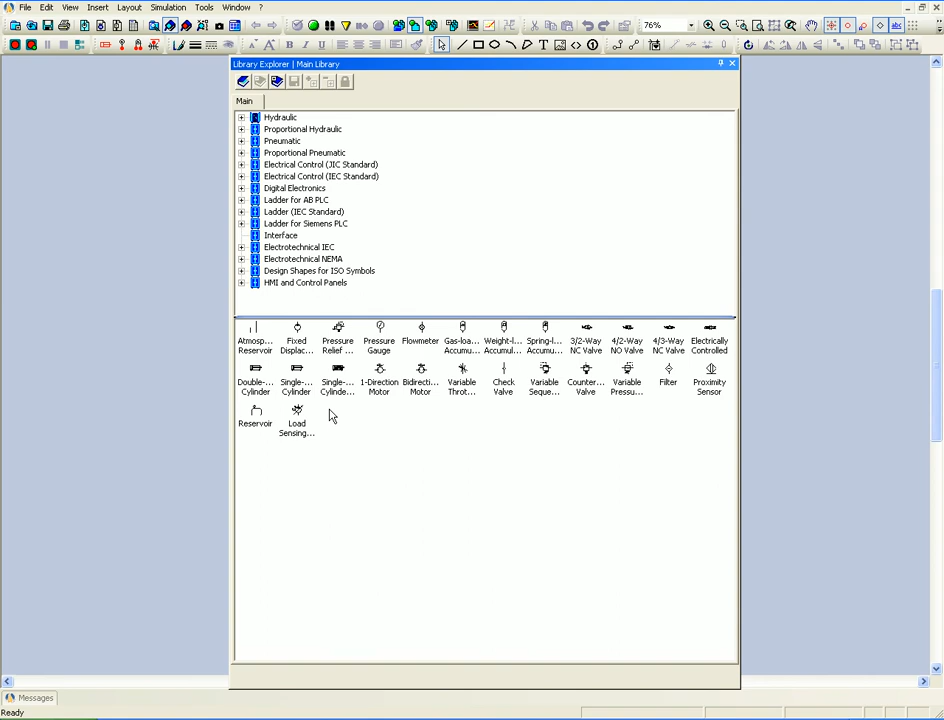 File Edit View Insert Layout Simulation Tools Window ?
76%
Library Explorer | Main Library
Main
Hydraulic
Proportional Hydraulic
Pneumatic
Proportional Pneumatic
Electrical Control (JIC Standard)
Electrical Control (IEC Standard)
Digital Electronics
Ladder for AB PLC
Ladder (IEC Standard)
Ladder for Siemens PLC
Interface
Electrotechnical IEC
Electrotechnical NEMA
Design Shapes for ISO Symbols
HMI and Control Panels
Atmosp... Fixed Pressure Pressure Flowmeter Gas-loa... Weight-l... Spring-l... 3/2-Way 4/2-Way 4/3-Way Electrically
Reservoir Displac... Relief ... Gauge Accumu... Accumul... Accumu... NC Valve NO Valve NC Valve Controlled
Double-... Single-... Single-... 1-Direction Bidirecti... Variable Check Variable Counter... Variable Filter Proximity
Cylinder Cylinder Cylinde... Motor Motor Throt... Valve Seque... Valve Pressu... Sensor
Reservoir Load
Sensing...
Messages
Ready